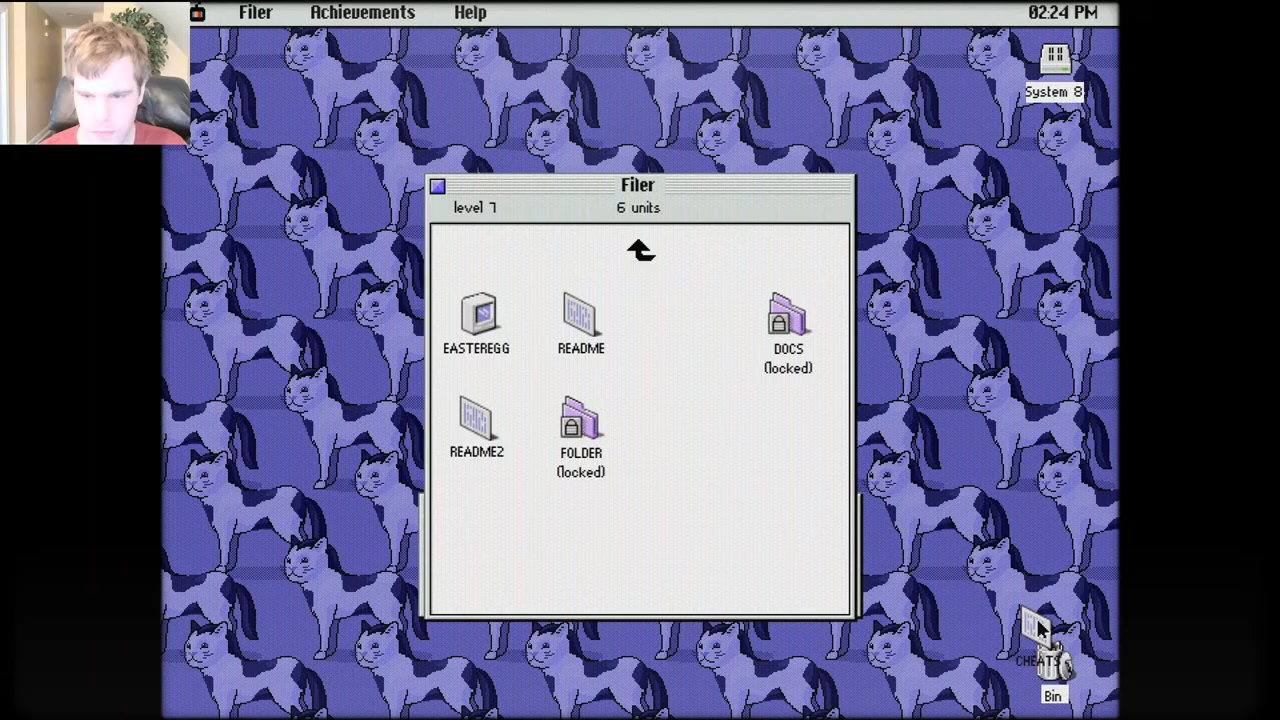 Filer Achievements Help 02:24 PM
System 8
Filer
level 7 6 units
EASTEREGG README DOCS
(locked)
README2 FOLDER
(locked)
CHEATS
Bin